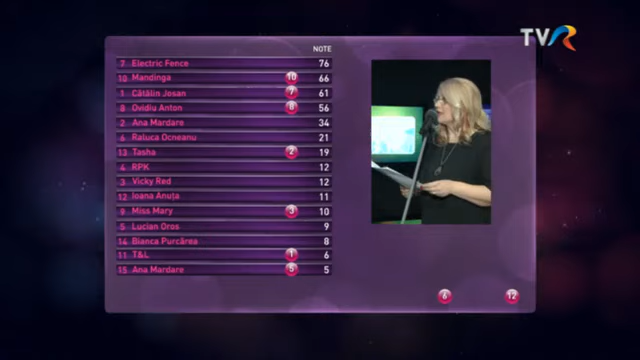 TVR
NOTE
7 Electric Fence 76
10 Mandinga 10 66
1 Cătălin Josan 7 61
8 Ovidiu Anton 8 56
2 Ana Mardare 34
6 Raluca Ocneanu 21
13 Tasha 2 19
4 RPK 12
3 Vicky Red 12
12 Ioana Anuța 11
9 Miss Mary 3 10
5 Lucian Oros 9
14 Bianca Purcărea 8
11 T&L 1 6
15 Ana Mardare 5 5
6 12